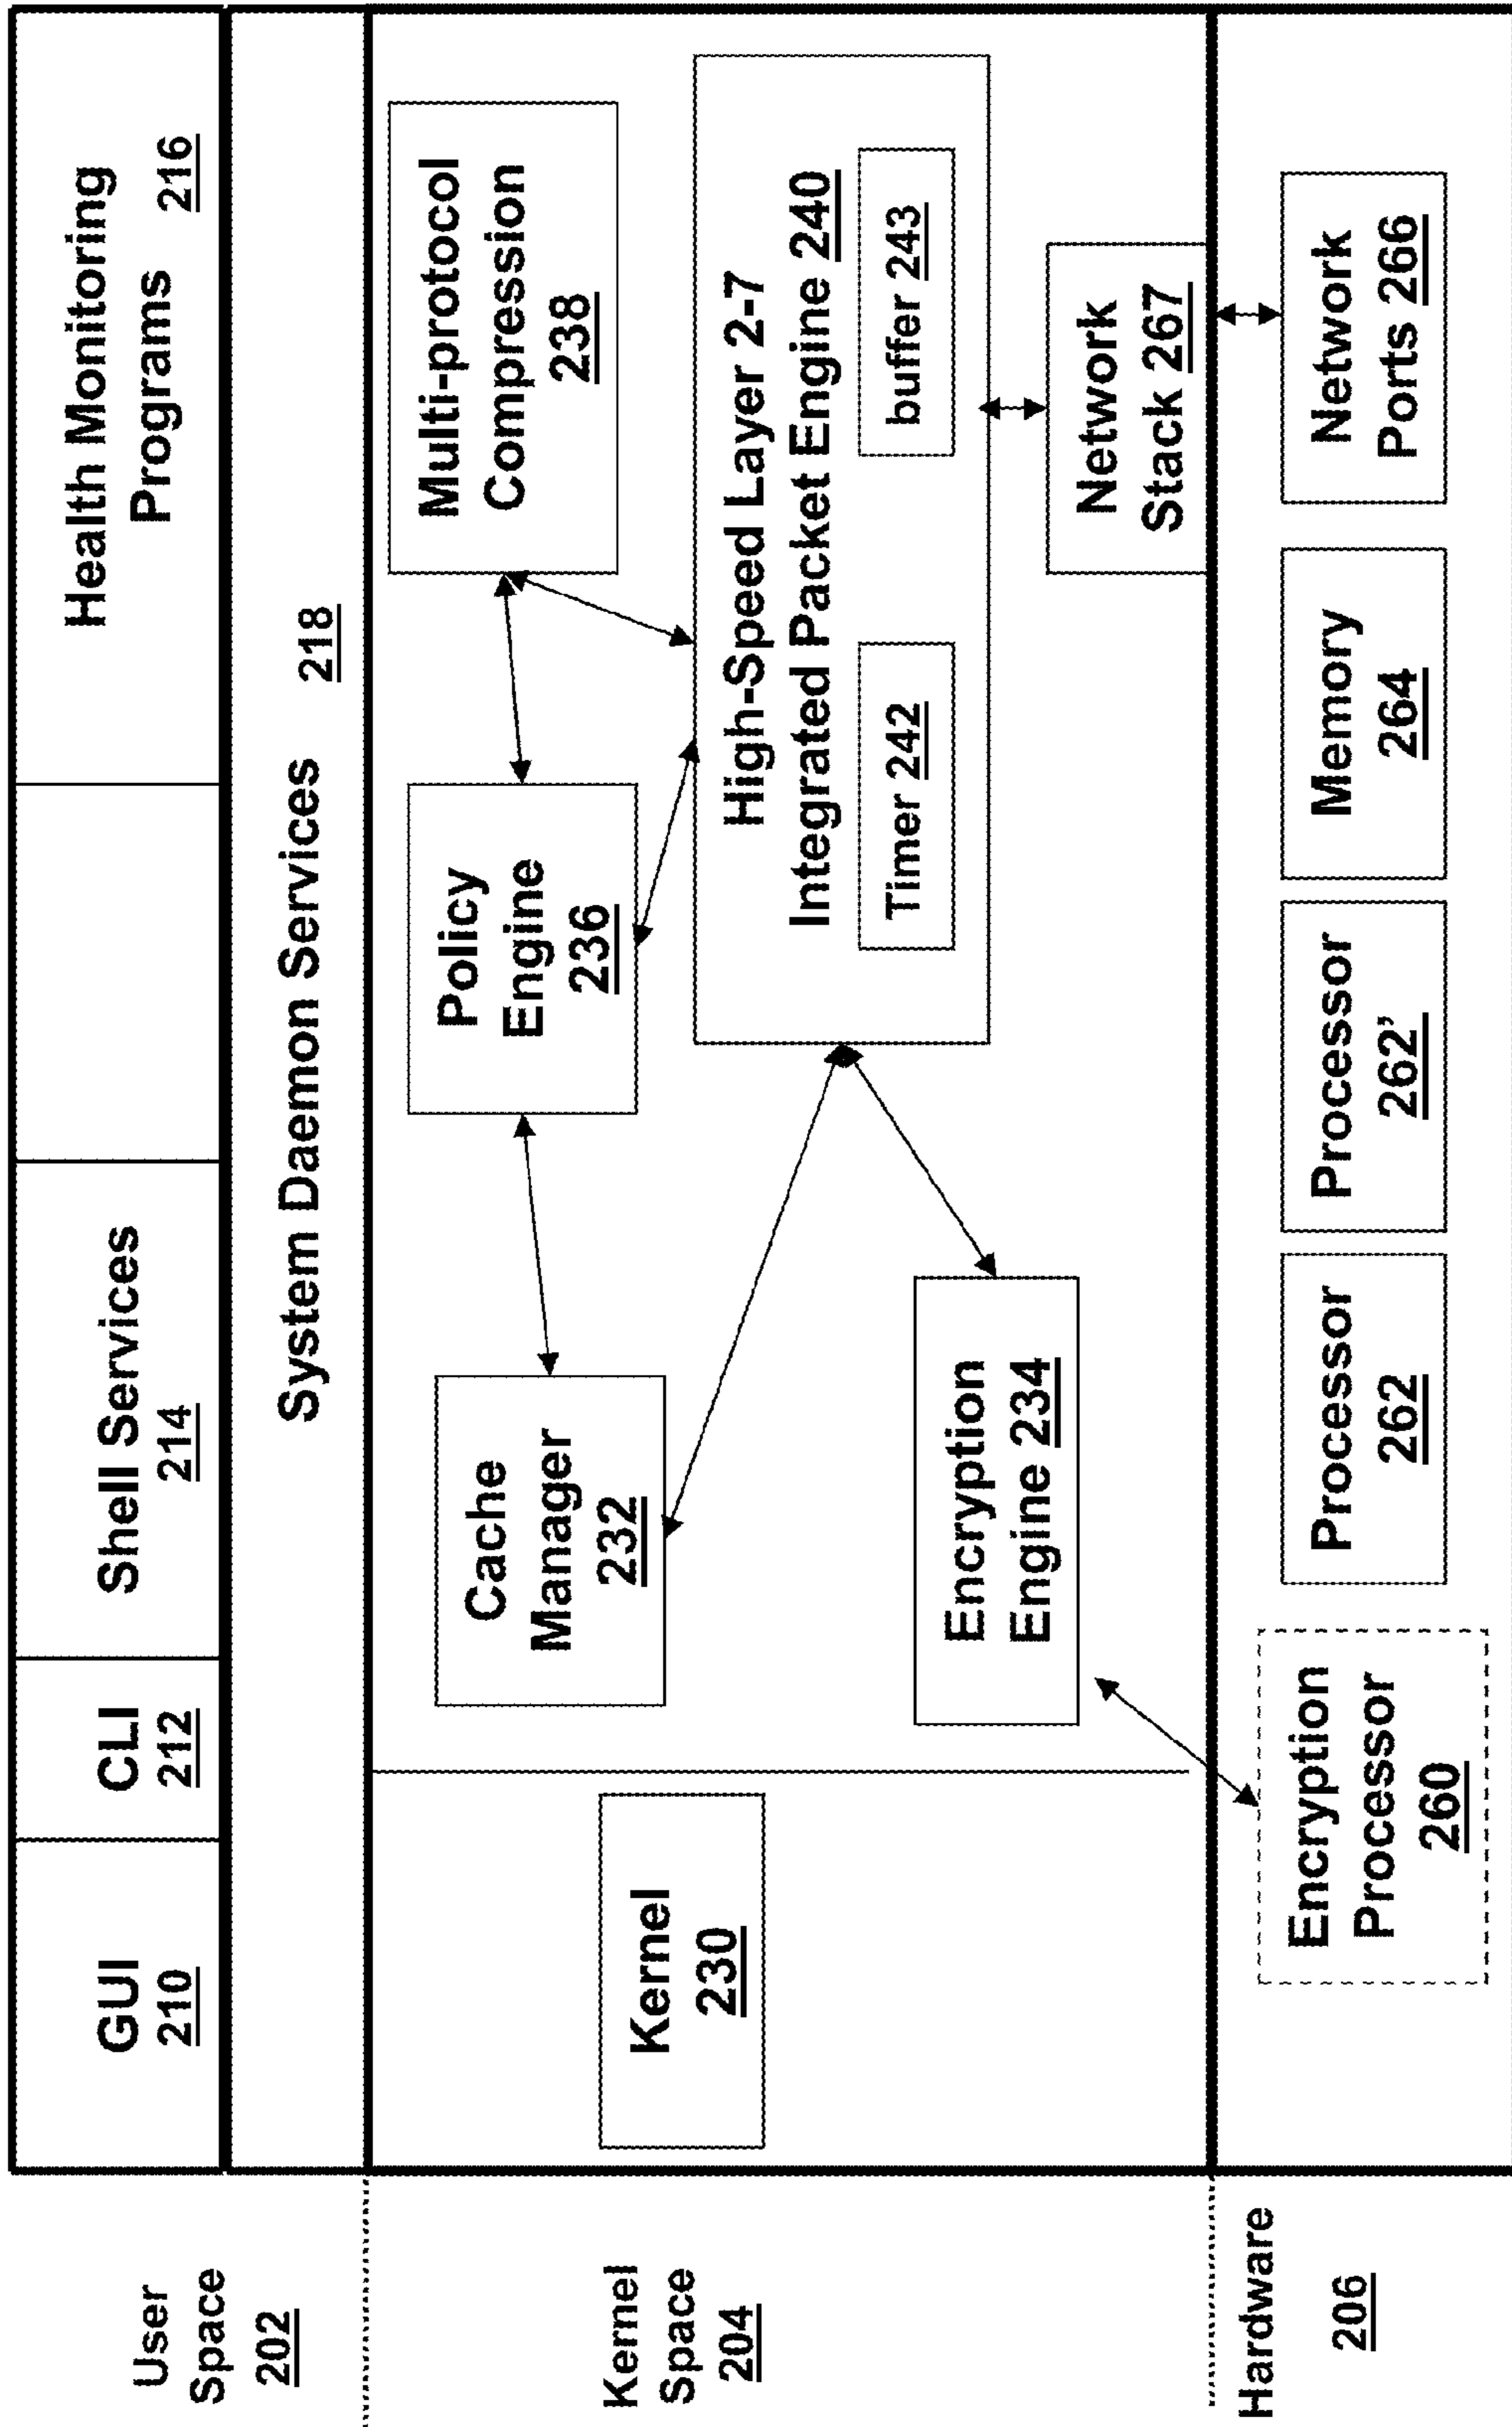 User
Space
202
GUI
210
CLI
212
Shell Services
214
Health Monitoring
Programs 216
System Daemon Services 218
Kernel
Space
204
Kernel
230
Cache
Manager
232
Policy
Engine
236
Multi-protocol
Compression
238
High-Speed Layer 2-7
Integrated Packet Engine 240
Timer 242
buffer 243
Encryption
Engine 234
Network
Stack 267
Hardware
206
Encryption
Processor
260
Processor
262
Processor
262’
Memory
264
Network
Ports 266